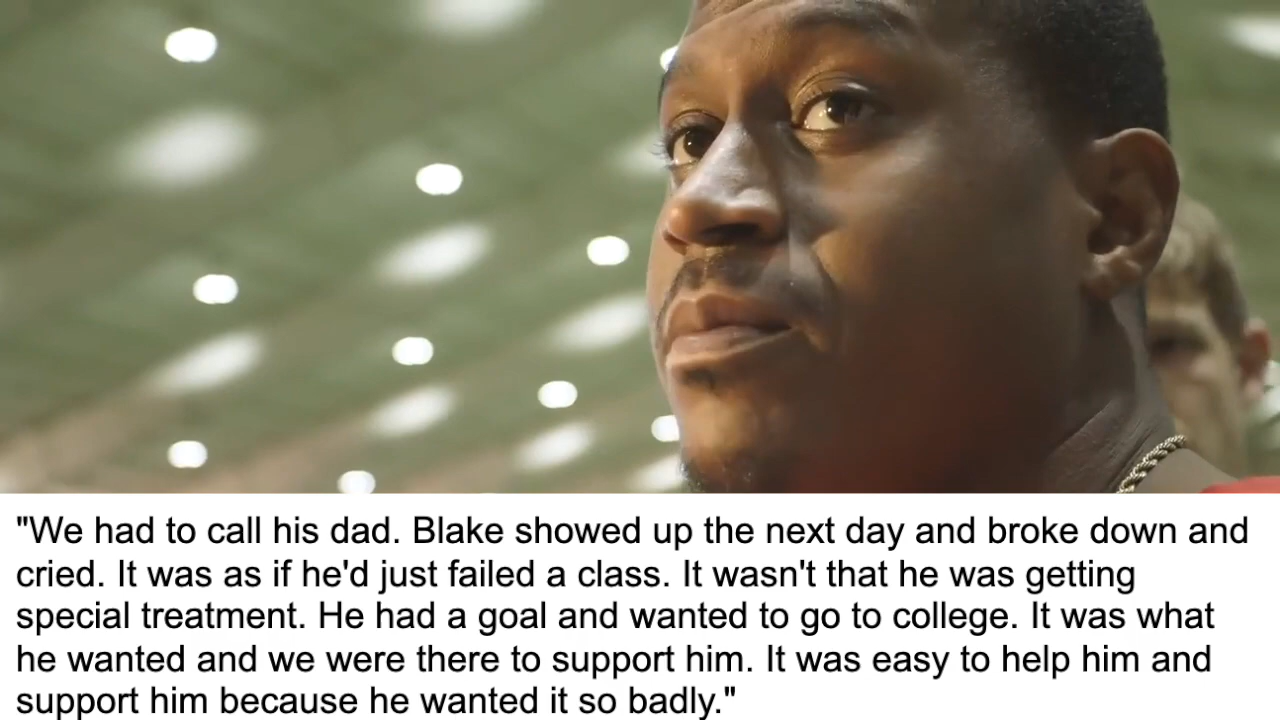 "We had to call his dad. Blake showed up the next day and broke down and
cried. It was as if he'd just failed a class. It wasn't that he was getting
special treatment. He had a goal and wanted to go to college. It was what
he wanted and we were there to support him. It was easy to help him and
support him because he wanted it so badly."